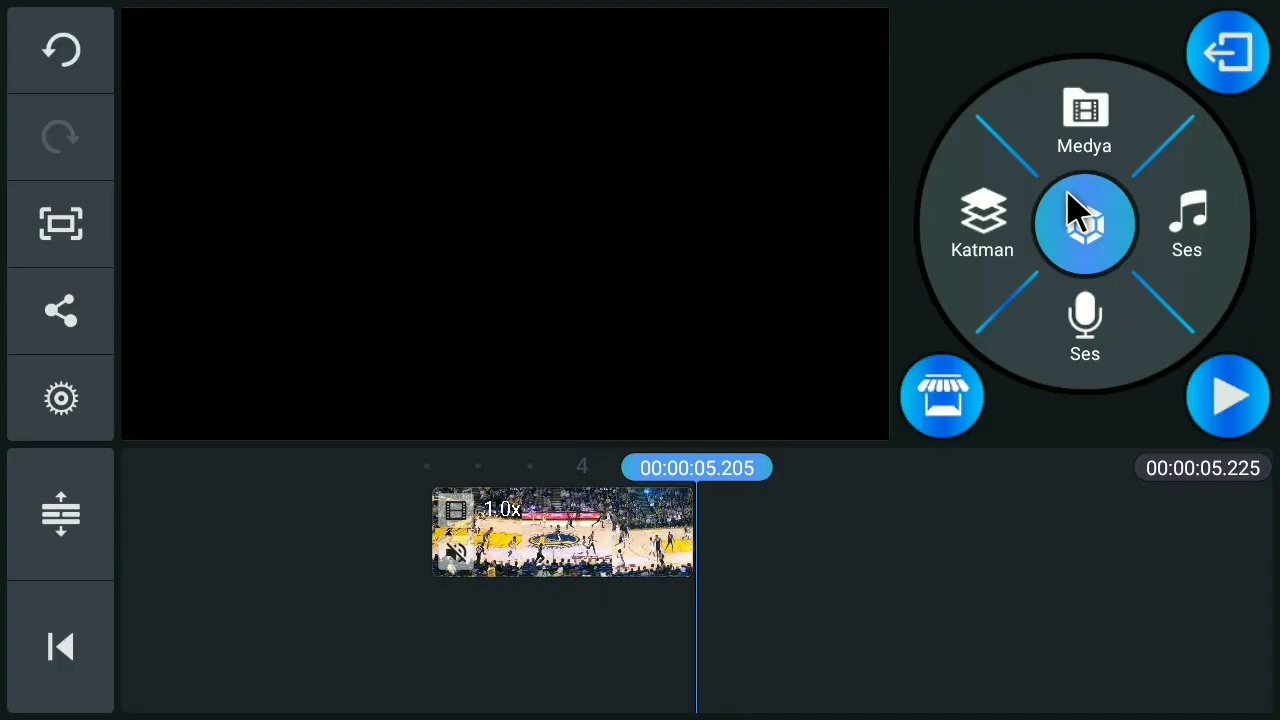 Medya
Katman
Ses
Ses
4
00:00:05.205
00:00:05.225
1.0x